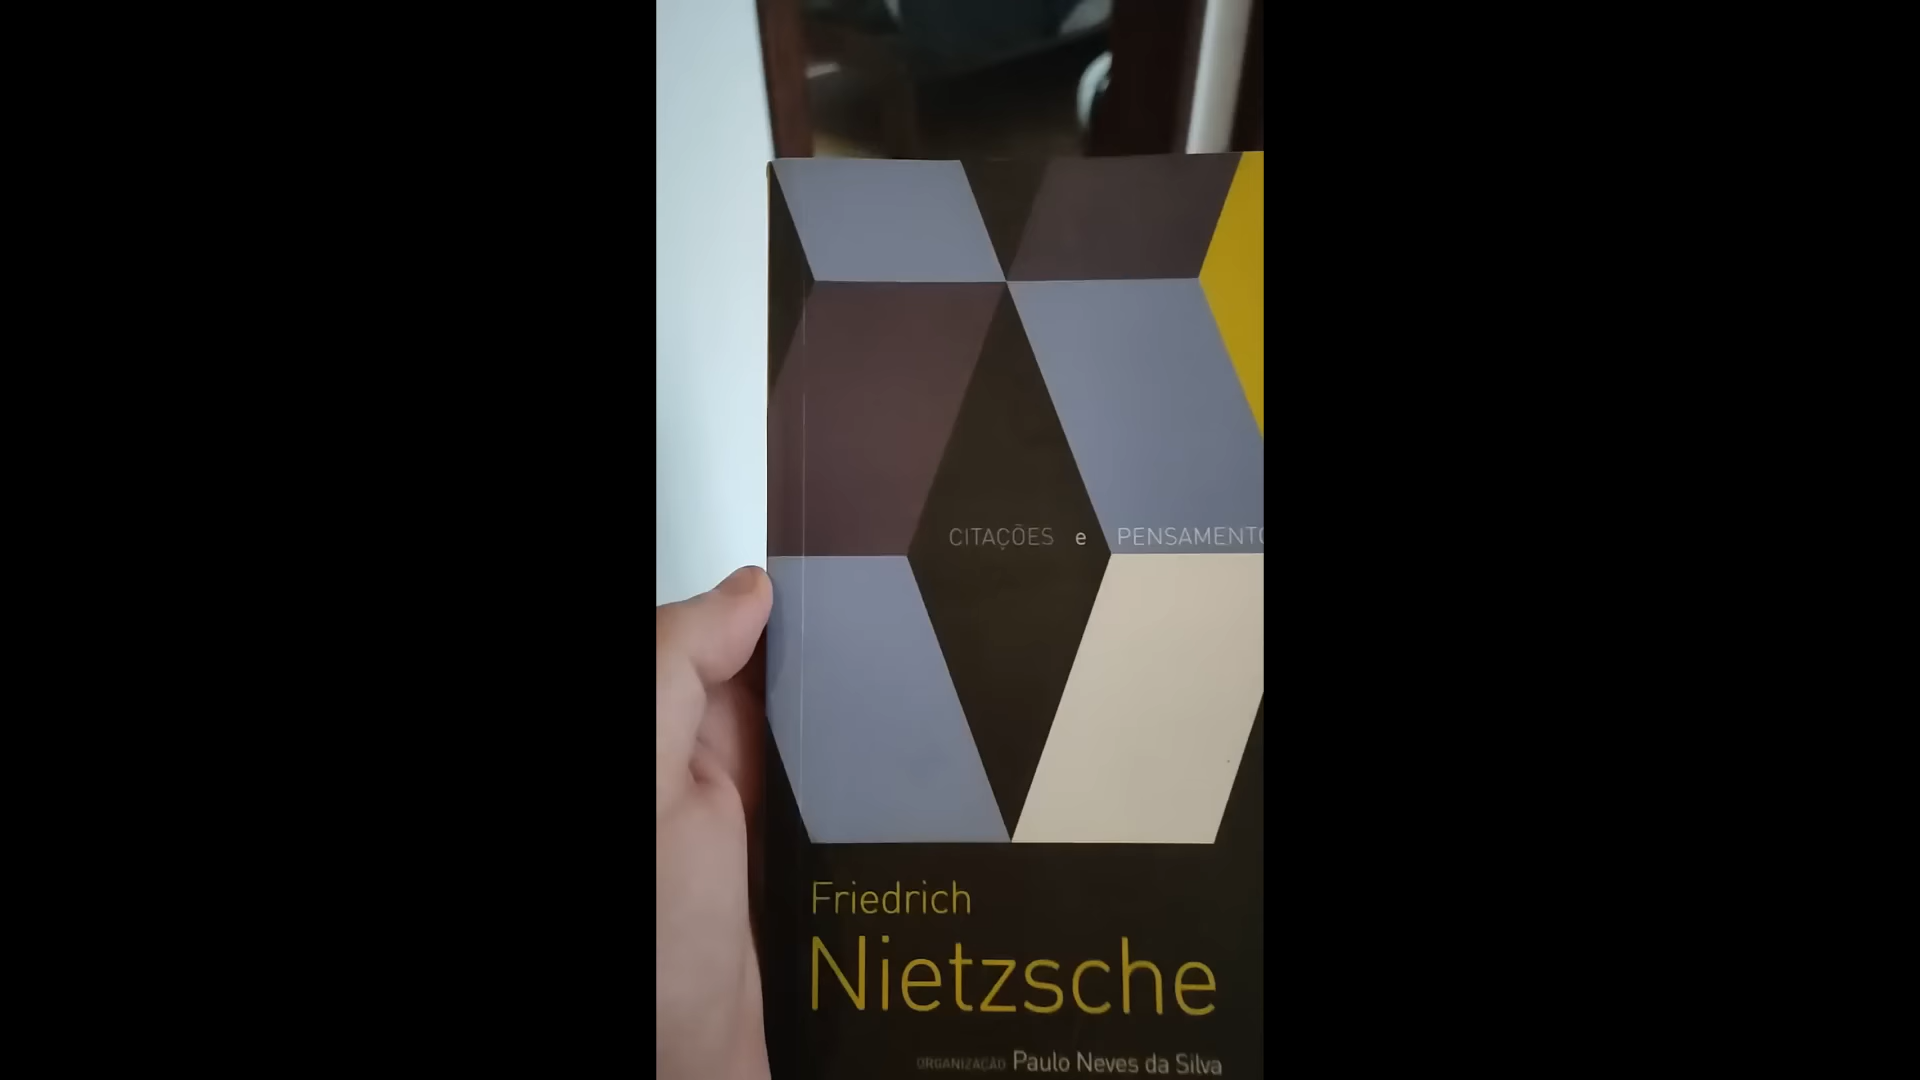 CITAÇÕES e PENSAMENTO
Friedrich
Nietzsche
ORGANIZAÇÃO Paulo Neves da Silva